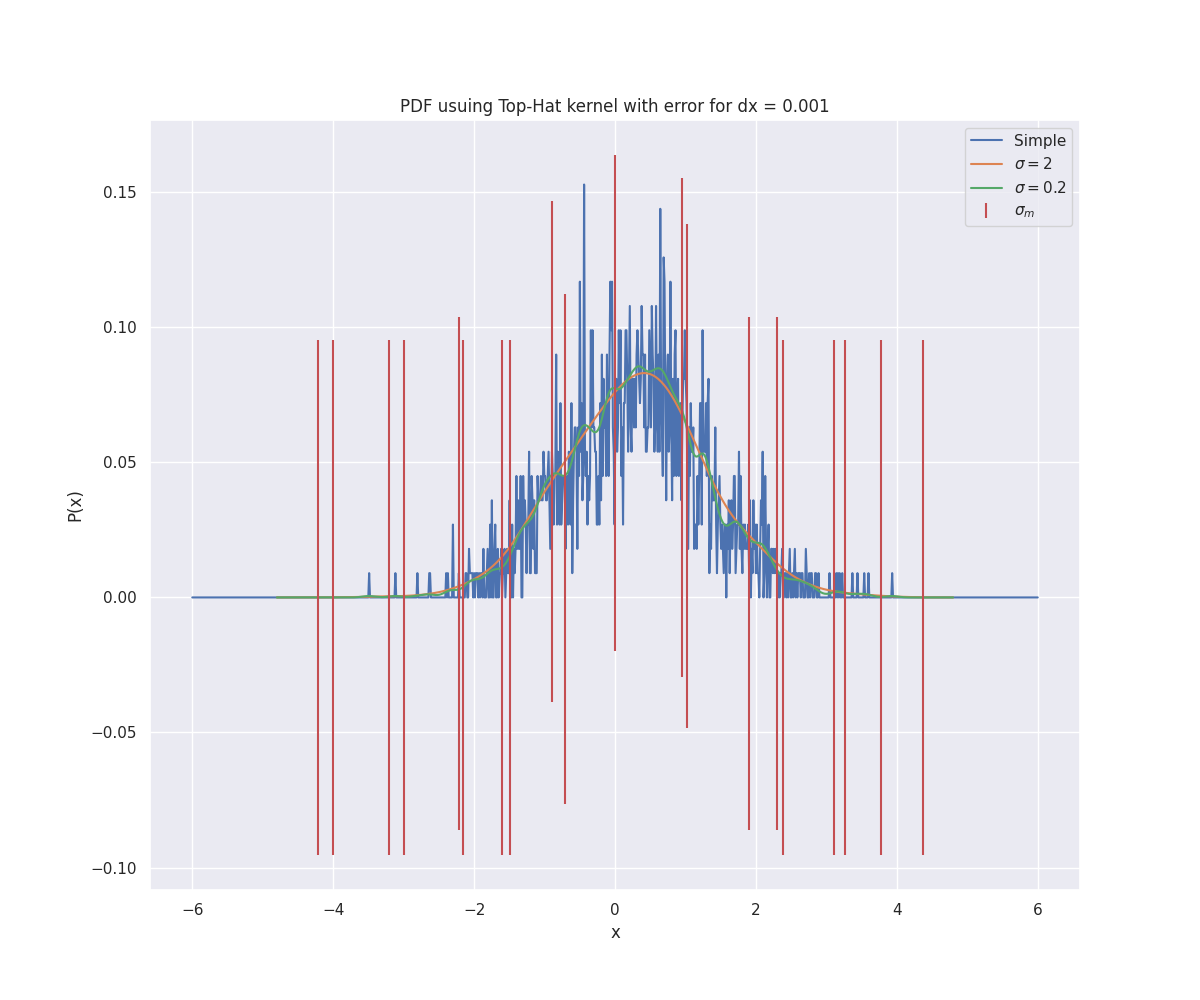 PDF usuing Top-Hat kernel with error for dx = 0.001
Simple
σ = 2
σ = 0.2
σₘ
0.15
0.10
0.05
0.00
−0.05
−0.10
P(x)
−6
−4
−2
0
2
4
6
x